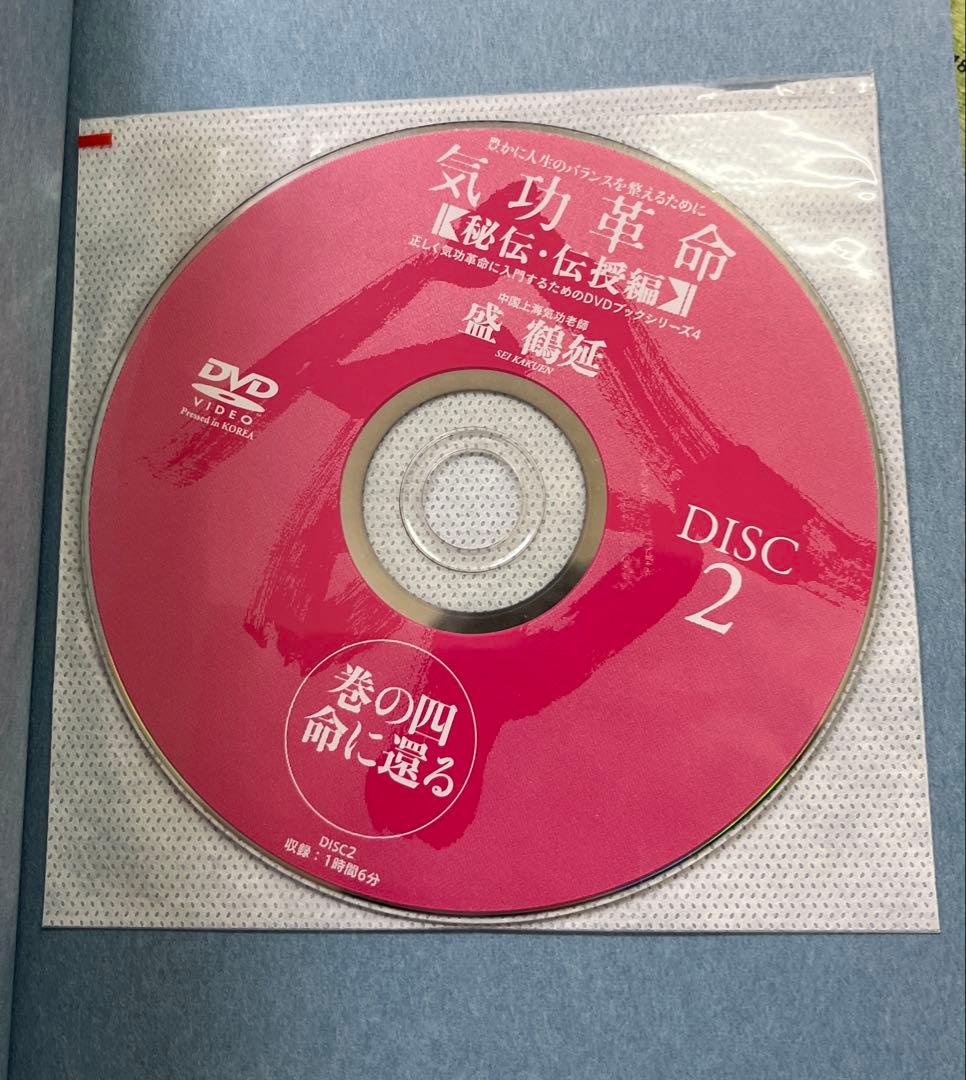 豊かに人生のバランスを整えるために
気功革命
【秘伝・伝授編】
正しく気功革命に入門するためのDVDブックシリーズ4
中国上海気功老師
盛 鶴延
SEI KAKUEN
DVD
VIDEO
Pressed in KOREA
DISC
2
巻の四
命に還る
DISC2
収録：1時間6分